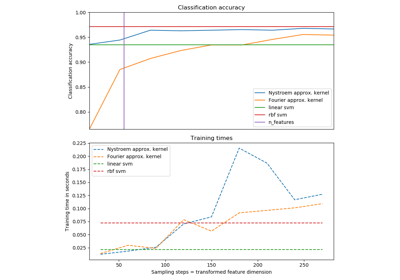 Classification accuracy
1.00
0.95
0.90
0.85
0.80
Classification accuracy
Nystroem approx. kernel
Fourier approx. kernel
linear svm
rbf svm
n_features
Training times
0.225
0.200
0.175
0.150
0.125
0.100
0.075
0.050
0.025
Training time in seconds
Nystroem approx. kernel
Fourier approx. kernel
linear svm
rbf svm
50
100
150
200
250
Sampling steps = transformed feature dimension